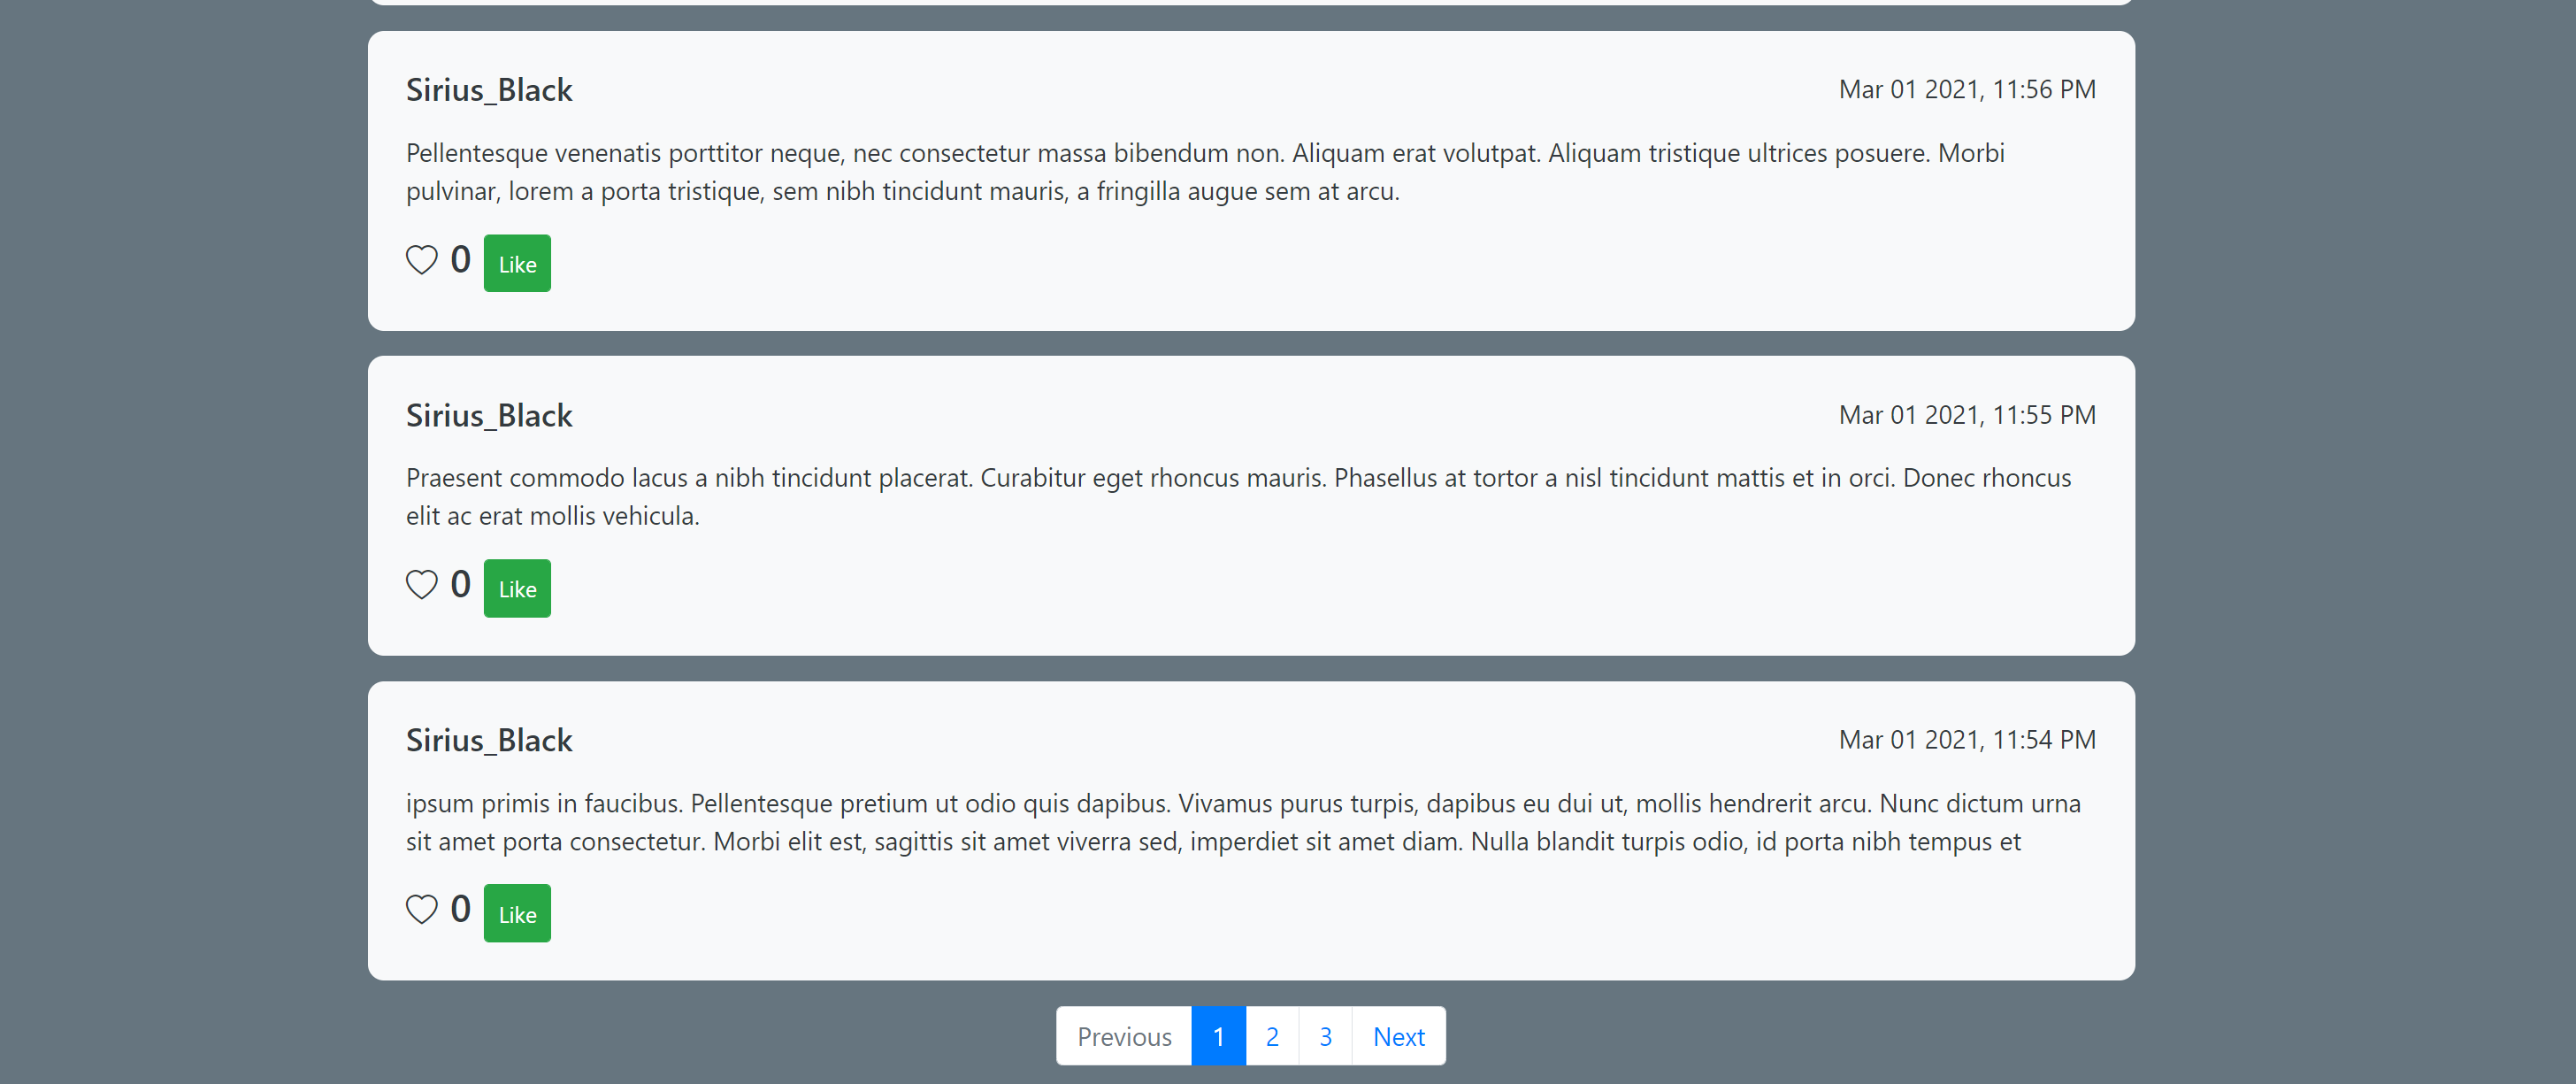 Sirius_Black Mar 01 2021, 11:56 PM
Pellentesque venenatis porttitor neque, nec consectetur massa bibendum non. Aliquam erat volutpat. Aliquam tristique ultrices posuere. Morbi
pulvinar, lorem a porta tristique, sem nibh tincidunt mauris, a fringilla augue sem at arcu.
0 Like
Sirius_Black Mar 01 2021, 11:55 PM
Praesent commodo lacus a nibh tincidunt placerat. Curabitur eget rhoncus mauris. Phasellus at tortor a nisl tincidunt mattis et in orci. Donec rhoncus
elit ac erat mollis vehicula.
0 Like
Sirius_Black Mar 01 2021, 11:54 PM
ipsum primis in faucibus. Pellentesque pretium ut odio quis dapibus. Vivamus purus turpis, dapibus eu dui ut, mollis hendrerit arcu. Nunc dictum urna
sit amet porta consectetur. Morbi elit est, sagittis sit amet viverra sed, imperdiet sit amet diam. Nulla blandit turpis odio, id porta nibh tempus et
0 Like
Previous 1 2 3 Next